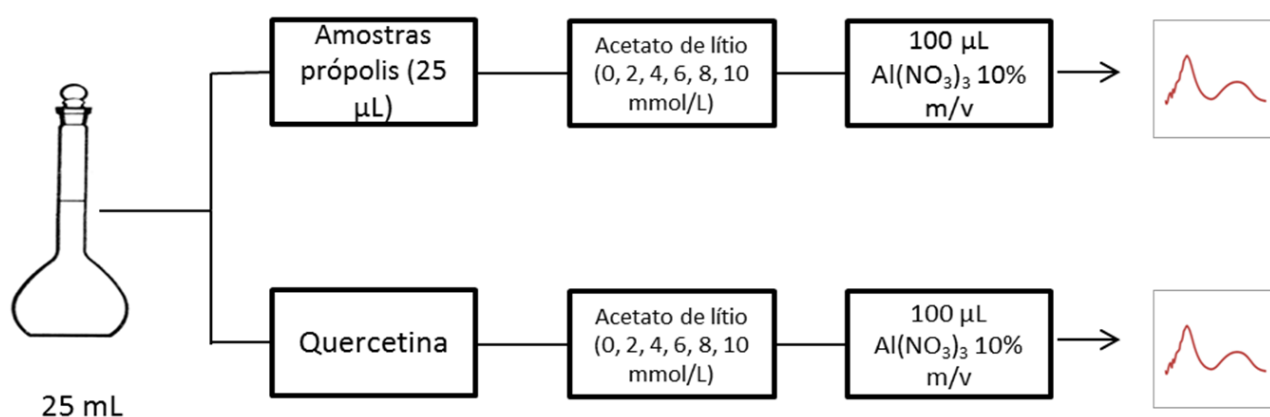 Amostras
própolis (25
µL)
Acetato de lítio
(0, 2, 4, 6, 8, 10
mmol/L)
100 µL
Al(NO₃)₃ 10%
m/v
Quercetina
Acetato de lítio
(0, 2, 4, 6, 8, 10
mmol/L)
100 µL
Al(NO₃)₃ 10%
m/v
25 mL